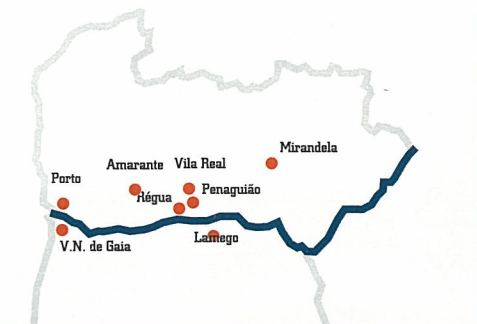 Mirandela
Amarante
Vila Real
Porto
Régua
Penaguião
Lamego
V.N. de Gaia